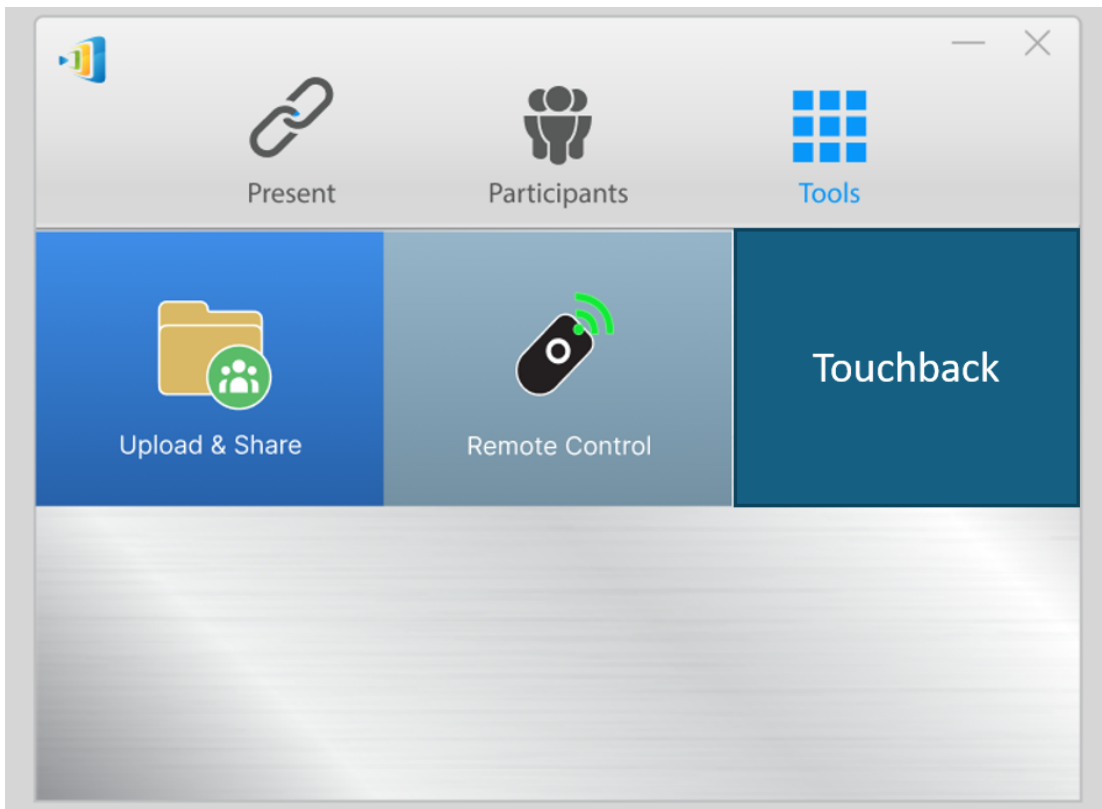 Present
Participants
Tools
Upload & Share
Remote Control
Touchback